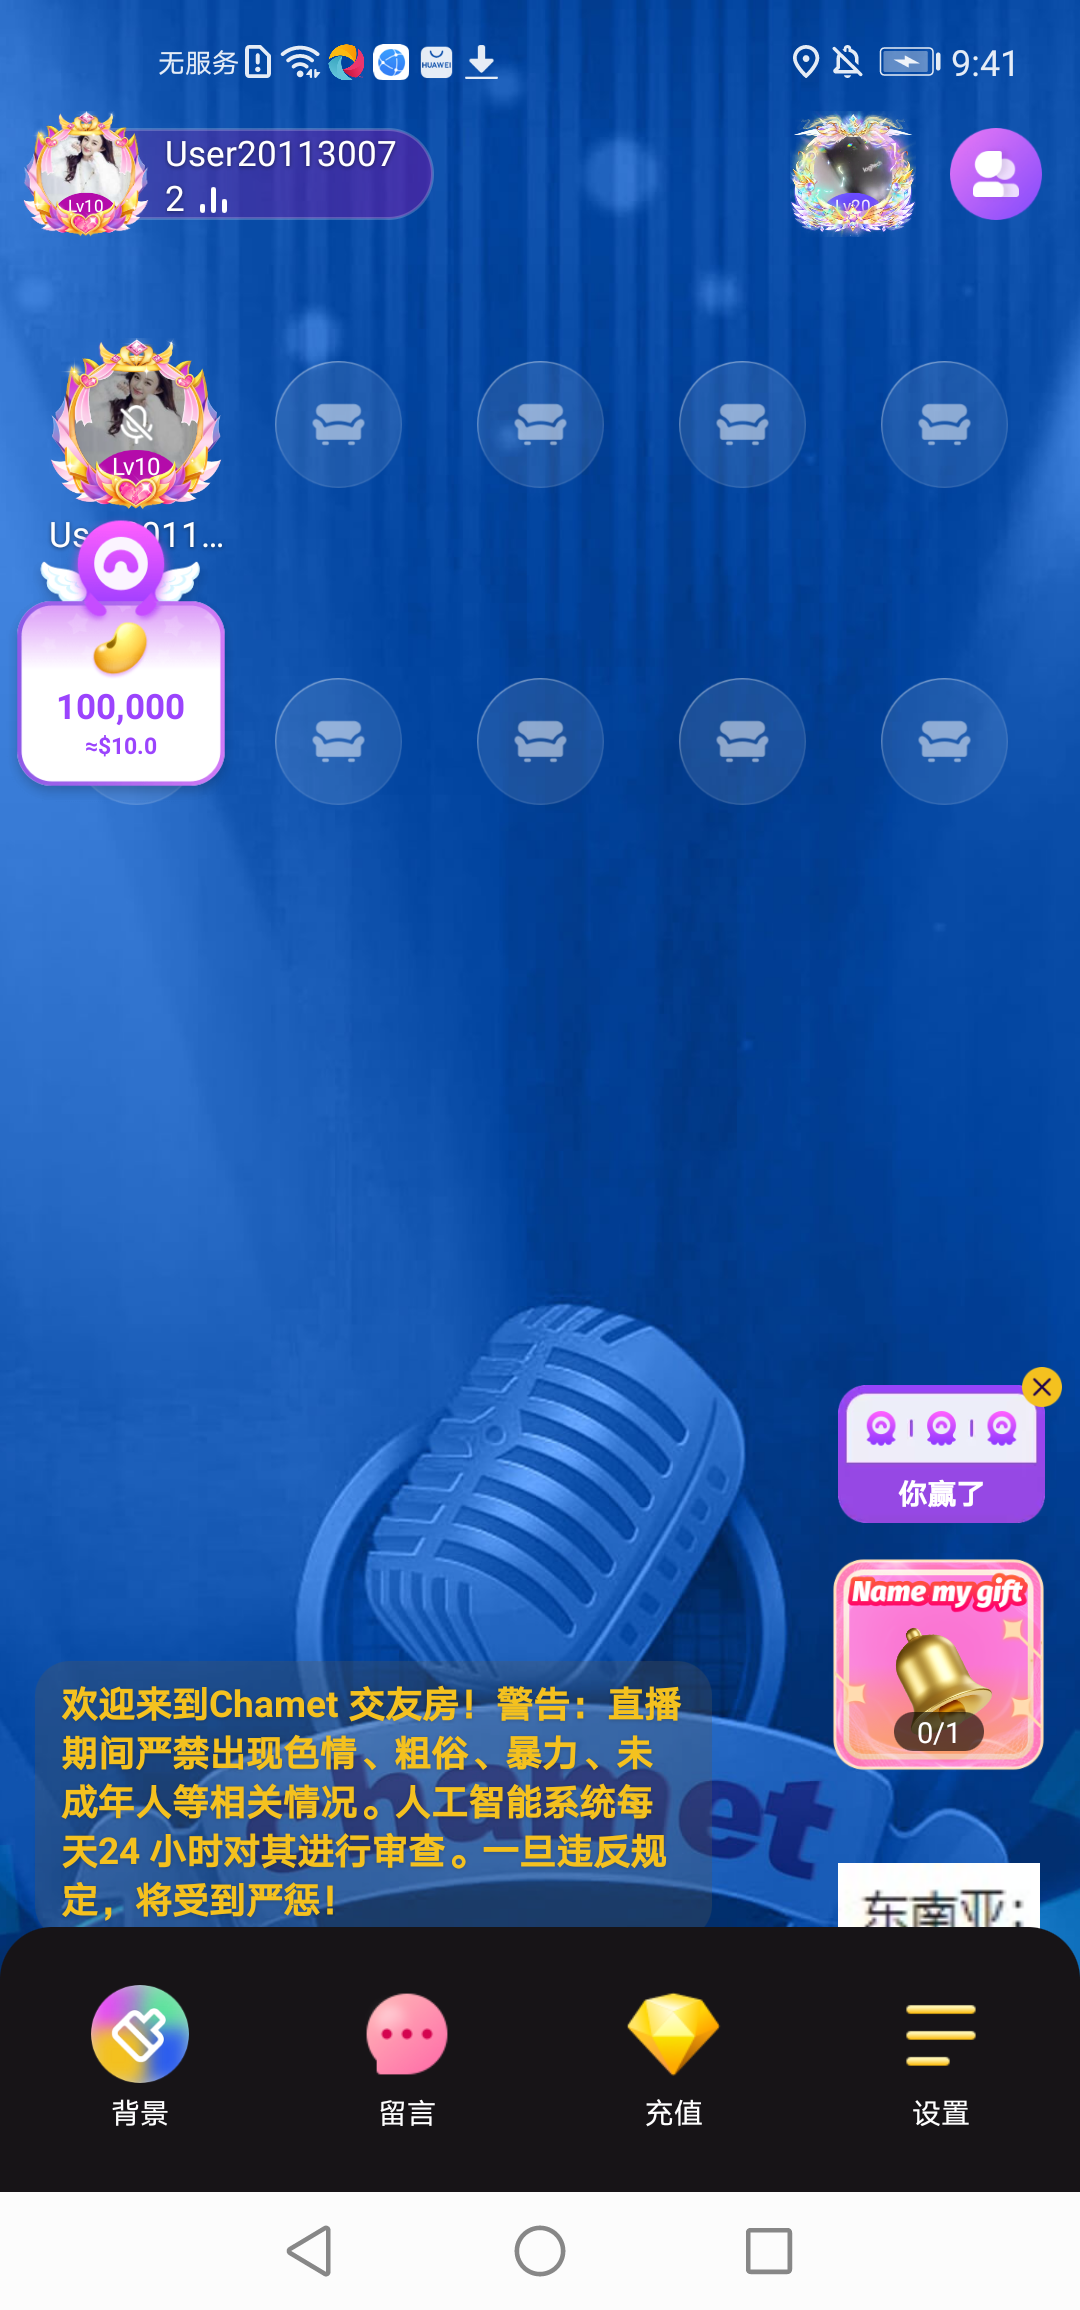 无服务
HUAWEI
9:41
User20113007
2
Lv10
logitech
Lv20
Lv10
Us
011...
100,000
≈$10.0
你赢了
Name my gift
0/1
欢迎来到Chamet 交友房！警告：直播
期间严禁出现色情、粗俗、暴力、未
成年人等相关情况。人工智能系统每
天24 小时对其进行审查。一旦违反规
定，将受到严惩！
Chamet
东南亚：
背景
留言
充值
设置